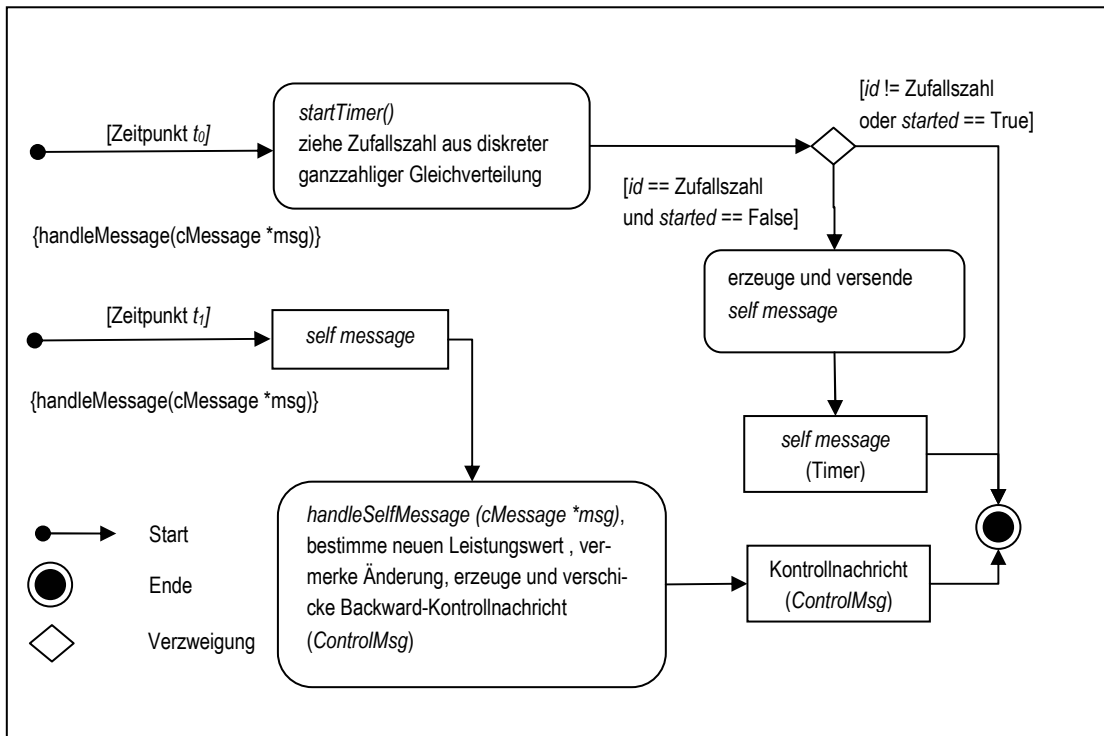 [Zeitpunkt t0]
{handleMessage(cMessage *msg)}
startTimer()
ziehe Zufallszahl aus diskreter
ganzzahliger Gleichverteilung
[id != Zufallszahl
oder started == True]
[id == Zufallszahl
und started == False]
erzeuge und versende
self message
self message
(Timer)
[Zeitpunkt t1]
{handleMessage(cMessage *msg)}
self message
handleSelfMessage (cMessage *msg),
bestimme neuen Leistungswert , ver-
merke Änderung, erzeuge und verschi-
cke Backward-Kontrollnachricht
(ControlMsg)
Kontrollnachricht
(ControlMsg)
Start
Ende
Verzweigung